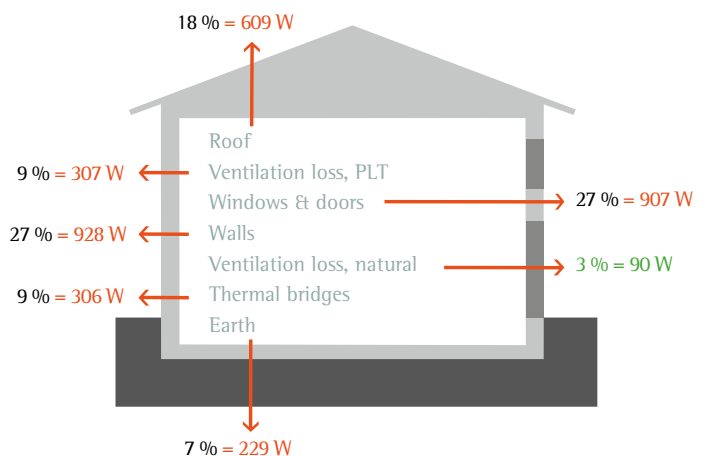 18 % = 609 W
Roof
9 % = 307 W
Ventilation loss, PLT
Windows & doors
27 % = 907 W
27 % = 928 W
Walls
Ventilation loss, natural
3 % = 90 W
9 % = 306 W
Thermal bridges
Earth
7 % = 229 W